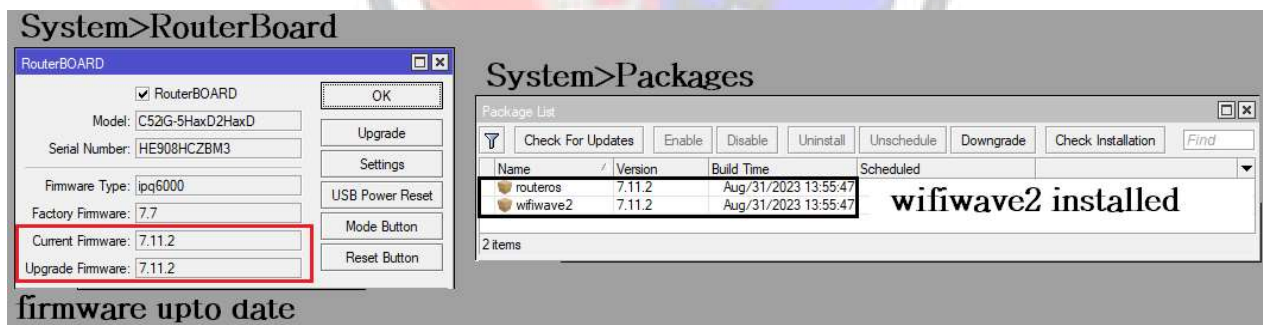 System>RouterBoard
RouterBOARD
RouterBOARD
OK
Model: C52iG-5HaxD2HaxD
Upgrade
Serial Number: HE908HCZBM3
Settings
Firmware Type: ipq6000
USB Power Reset
Factory Firmware: 7.7
Mode Button
Current Firmware: 7.11.2
Reset Button
Upgrade Firmware: 7.11.2
firmware upto date
System>Packages
Package List
Check For Updates Enable Disable Uninstall Unschedule Downgrade Check Installation Find
Name Version Build Time Scheduled
routeros 7.11.2 Aug/31/2023 13:55:47
wifiwave2 7.11.2 Aug/31/2023 13:55:47
wifiwave2 installed
2 items